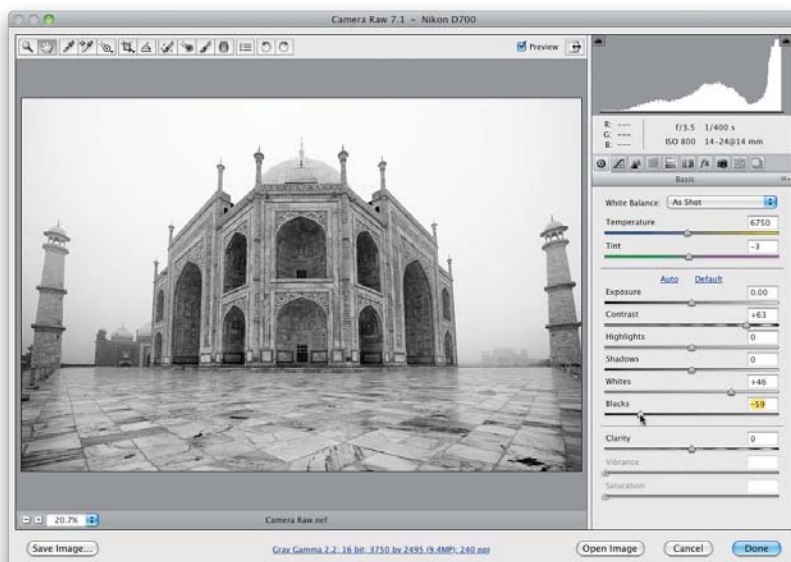 Camera Raw 7.1 – Nikon D700
Preview
R: ---
G: ---
B: ---
f/3.5 1/400 s
ISO 800 14-24@14 mm
fx
Basic
White Balance: As Shot
Temperature 6750
Tint -3
Auto Default
Exposure 0.00
Contrast +63
Highlights 0
Shadows 0
Whites +46
Blacks -59
Clarity 0
Vibrance
Saturation
20.7%
Camera Raw.nef
Save Image...
Gray Gamma 2.2; 16 bit; 3750 by 2495 (9.4MP); 240 ppi
Open Image
Cancel
Done